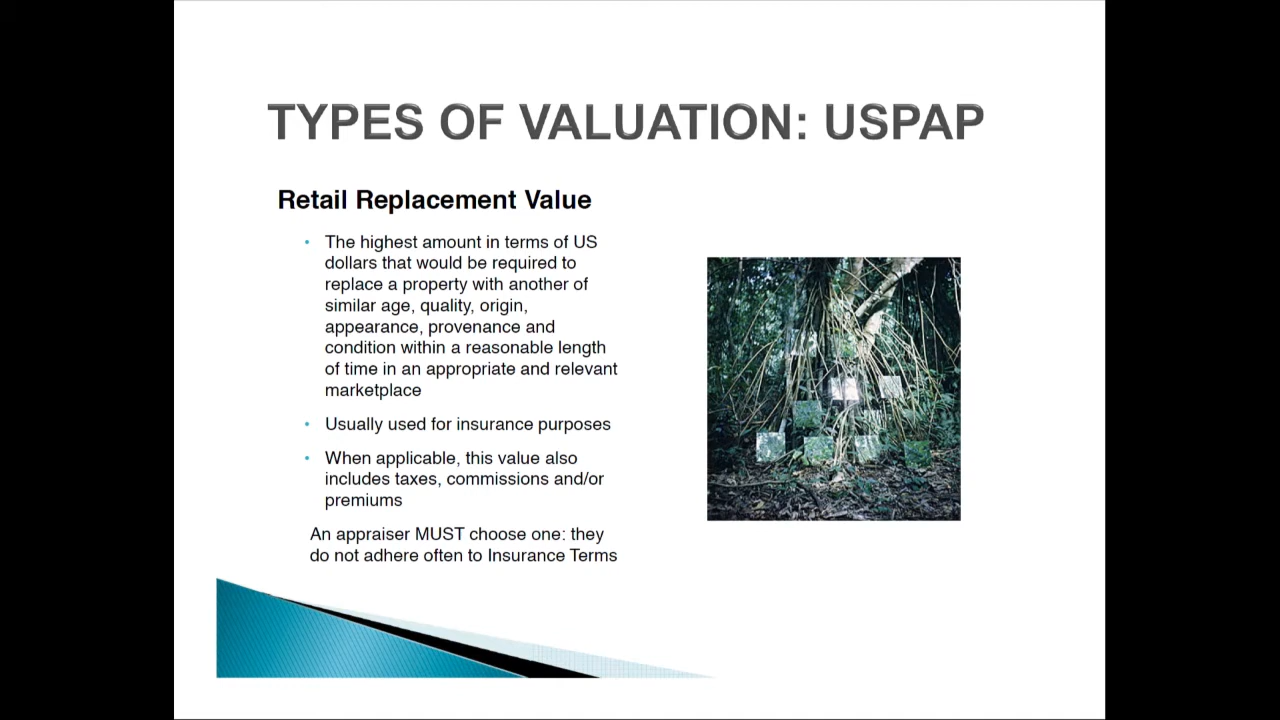 TYPES OF VALUATION: USPAP
Retail Replacement Value
• The highest amount in terms of US
dollars that would be required to
replace a property with another of
similar age, quality, origin,
appearance, provenance and
condition within a reasonable length
of time in an appropriate and relevant
marketplace
• Usually used for insurance purposes
• When applicable, this value also
includes taxes, commissions and/or
premiums
An appraiser MUST choose one: they
do not adhere often to Insurance Terms